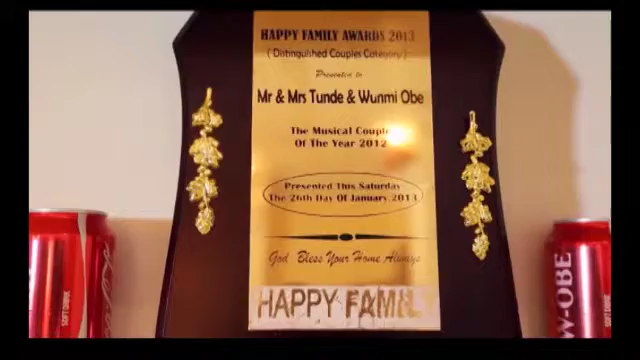 HAPPY FAMILY AWARDS 2013
( Distinguished Couples Category )
Presented to
Mr & Mrs Tunde & Wunmi Obe
The Musical Couple
Of The Year 2012
Presented This Saturday
The 26th Day Of January, 2013
God Bless Your Home Always
HAPPY FAMIL
SOFT DRINK
W-OBE